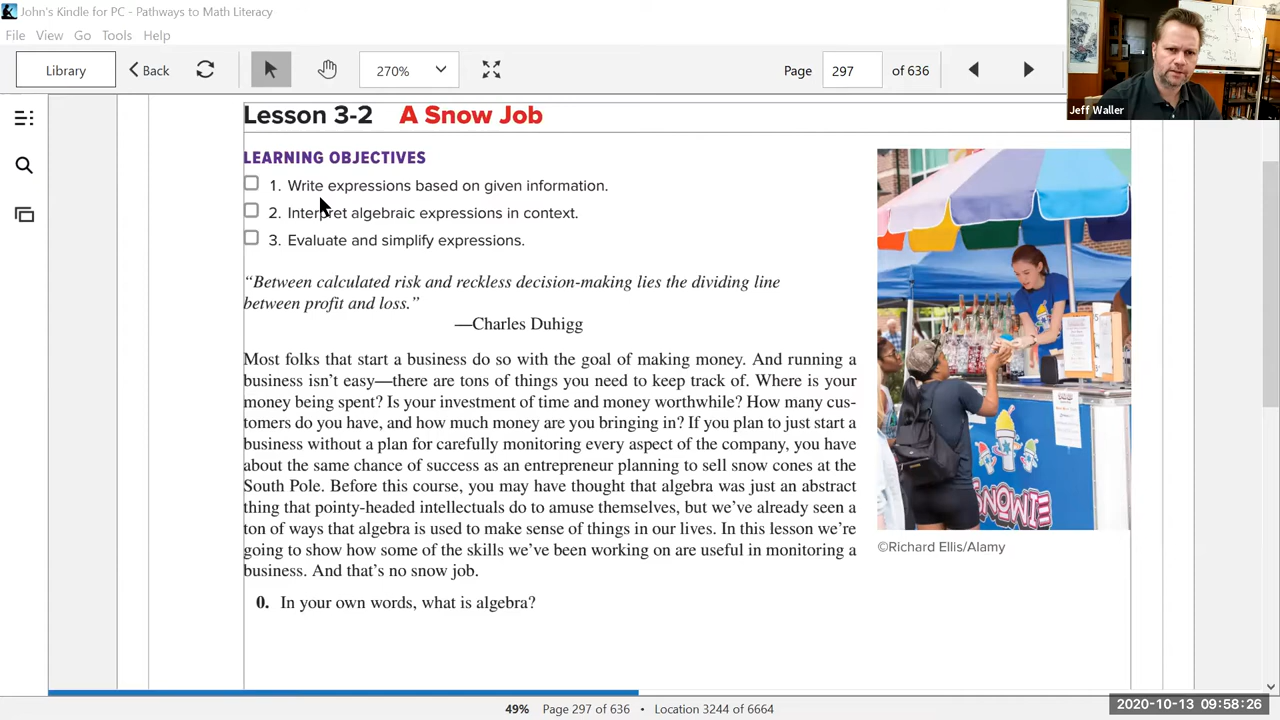 John's Kindle for PC - Pathways to Math Literacy
File View Go Tools Help
Library
Back
270%
Page 297 of 636
Jeff Waller
Lesson 3-2 A Snow Job
LEARNING OBJECTIVES
1. Write expressions based on given information.
2. Interpret algebraic expressions in context.
3. Evaluate and simplify expressions.
“Between calculated risk and reckless decision-making lies the dividing line
between profit and loss.”
—Charles Duhigg
Most folks that start a business do so with the goal of making money. And running a
business isn’t easy—there are tons of things you need to keep track of. Where is your
money being spent? Is your investment of time and money worthwhile? How many cus-
tomers do you have, and how much money are you bringing in? If you plan to just start a
business without a plan for carefully monitoring every aspect of the company, you have
about the same chance of success as an entrepreneur planning to sell snow cones at the
South Pole. Before this course, you may have thought that algebra was just an abstract
thing that pointy-headed intellectuals do to amuse themselves, but we’ve already seen a
ton of ways that algebra is used to make sense of things in our lives. In this lesson we’re
going to show how some of the skills we’ve been working on are useful in monitoring a
business. And that’s no snow job.
SNOWIE
©Richard Ellis/Alamy
0. In your own words, what is algebra?
49% Page 297 of 636 • Location 3244 of 6664
2020-10-13 09:58:26